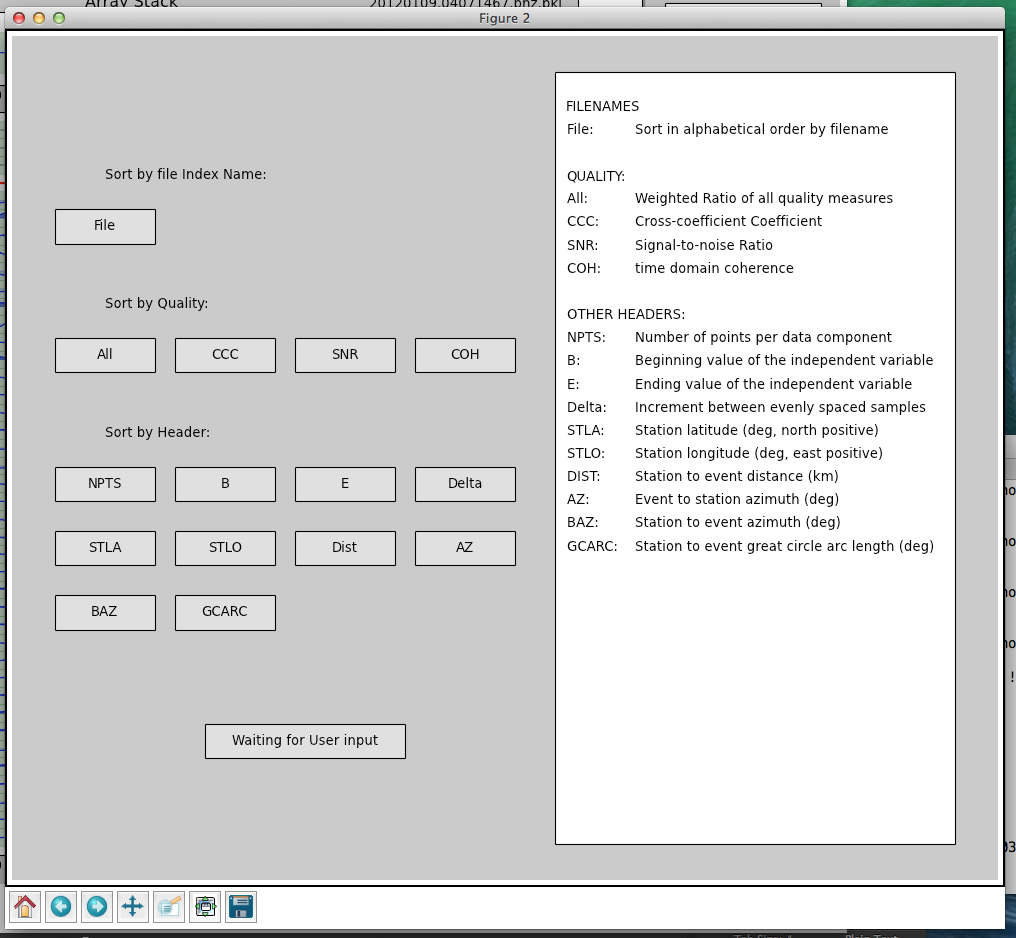 Array Stack
20120109.04071467.bhz.pkl
Figure 2
Sort by file Index Name:
File
Sort by Quality:
All CCC SNR COH
Sort by Header:
NPTS B E Delta
STLA STLO Dist AZ
BAZ GCARC
Waiting for User input
FILENAMES
File: Sort in alphabetical order by filename
QUALITY:
All: Weighted Ratio of all quality measures
CCC: Cross-coefficient Coefficient
SNR: Signal-to-noise Ratio
COH: time domain coherence
OTHER HEADERS:
NPTS: Number of points per data component
B: Beginning value of the independent variable
E: Ending value of the independent variable
Delta: Increment between evenly spaced samples
STLA: Station latitude (deg, north positive)
STLO: Station longitude (deg, east positive)
DIST: Station to event distance (km)
AZ: Event to station azimuth (deg)
BAZ: Station to event azimuth (deg)
GCARC: Station to event great circle arc length (deg)